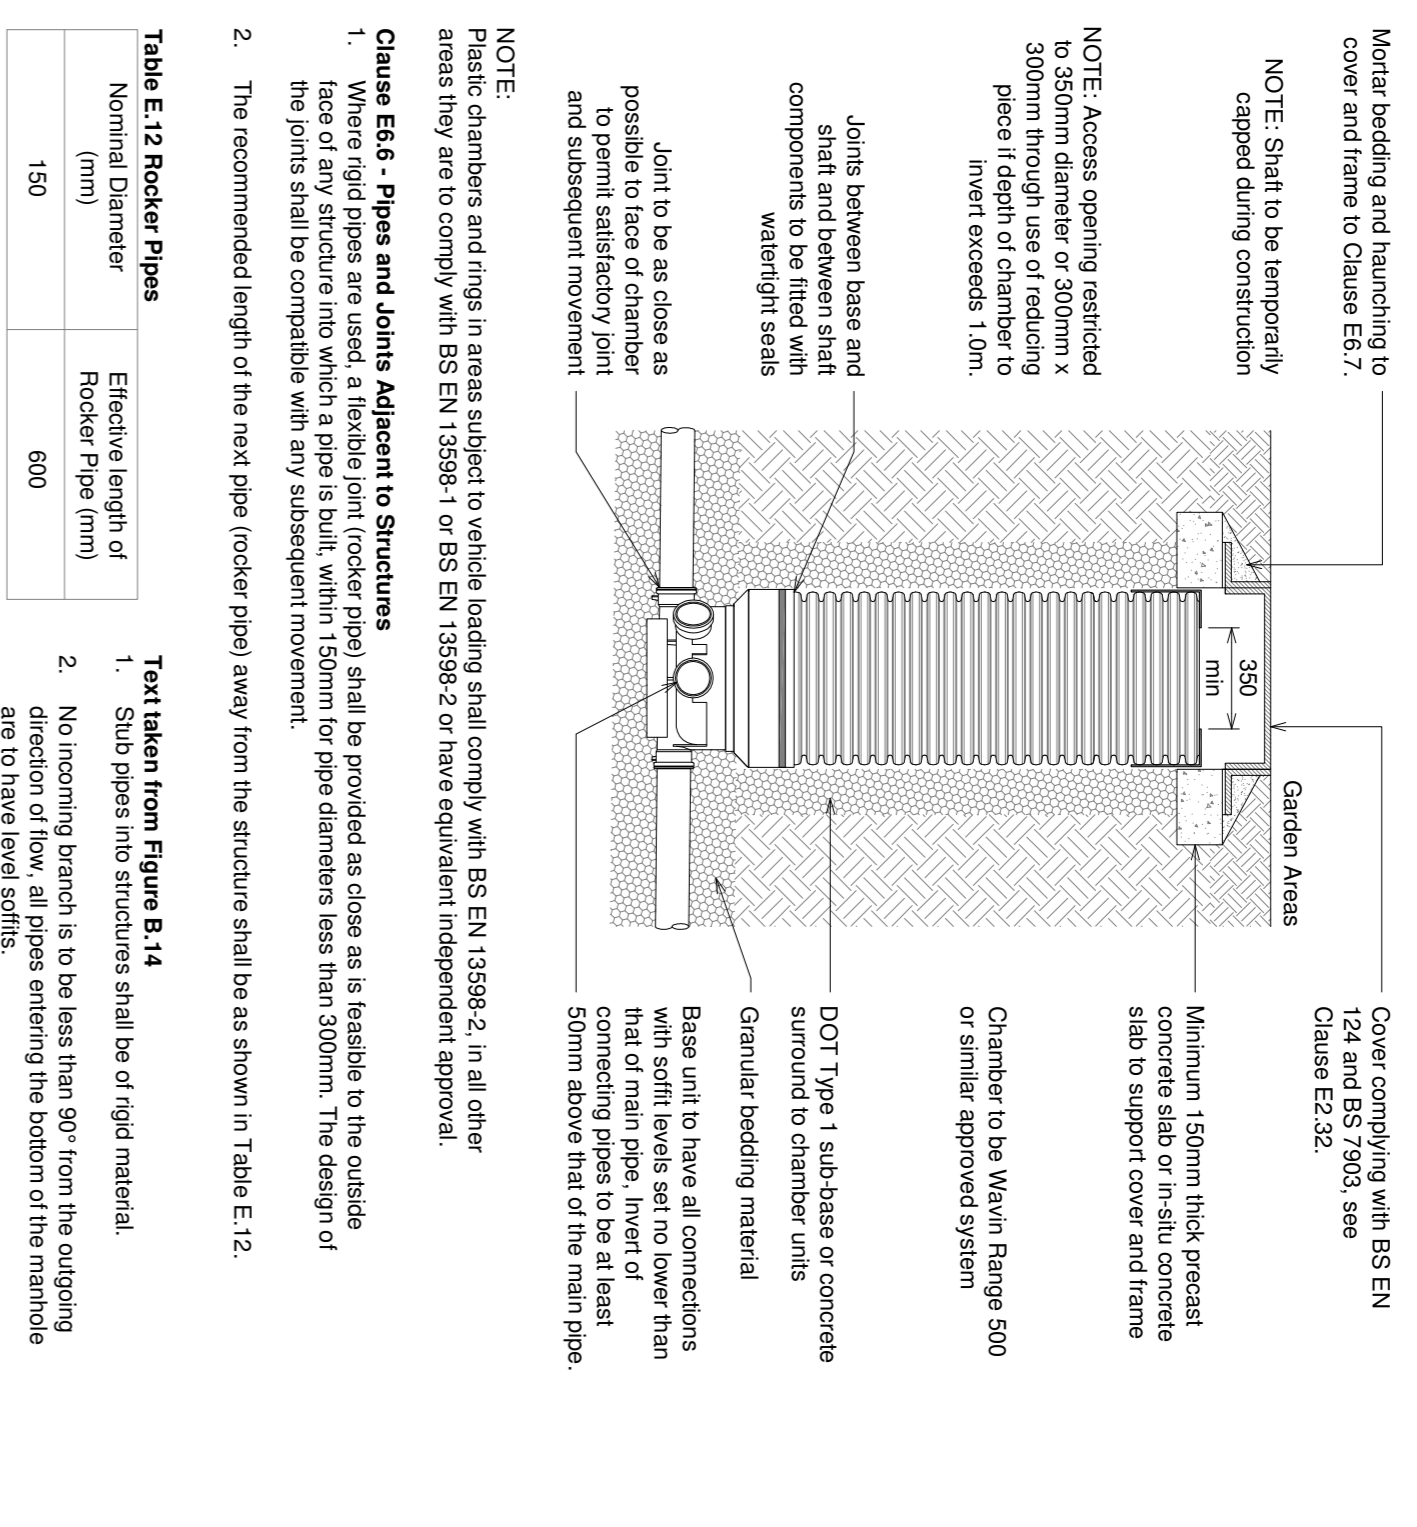 Mortar bedding and haunching to
cover and frame to Clause E6.7.
NOTE: Shaft to be temporarily
capped during construction
NOTE: Access opening restricted
to 350mm diameter or 300mm x
300mm through use of reducing
piece if depth of chamber to
invert exceeds 1.0m.
Joints between base and
shaft and between shaft
components to be fitted with
watertight seals
Joint to be as close as
possible to face of chamber
to permit satisfactory joint
and subsequent movement
Garden Areas
350
min
Cover complying with BS EN
124 and BS 7903, see
Clause E2.32.
Minimum 150mm thick precast
concrete slab or in-situ concrete
slab to support cover and frame
Chamber to be Wavin Range 500
or similar approved system
DOT Type 1 sub-base or concrete
surround to chamber units
Granular bedding material
Base unit to have all connections
with soffit levels set no lower than
that of main pipe, Invert of
connecting pipes to be at least
50mm above that of the main pipe.
NOTE:
Plastic chambers and rings in areas subject to vehicle loading shall comply with BS EN 13598-2, in all other
areas they are to comply with BS EN 13598-1 or BS EN 13598-2 or have equivalent independent approval.
Clause E6.6 - Pipes and Joints Adjacent to Structures
1. Where rigid pipes are used, a flexible joint (rocker pipe) shall be provided as close as is feasible to the outside
face of any structure into which a pipe is built, within 150mm for pipe diameters less than 300mm. The design of
the joints shall be compatible with any subsequent movement.
2. The recommended length of the next pipe (rocker pipe) away from the structure shall be as shown in Table E.12.
Table E.12 Rocker Pipes
Nominal Diameter
(mm)
Effective length of
Rocker Pipe (mm)
150
600
Text taken from Figure B.14
1. Stub pipes into structures shall be of rigid material.
2. No incoming branch is to be less than 90° from the outgoing
direction of flow, all pipes entering the bottom of the manhole
are to have level soffits.